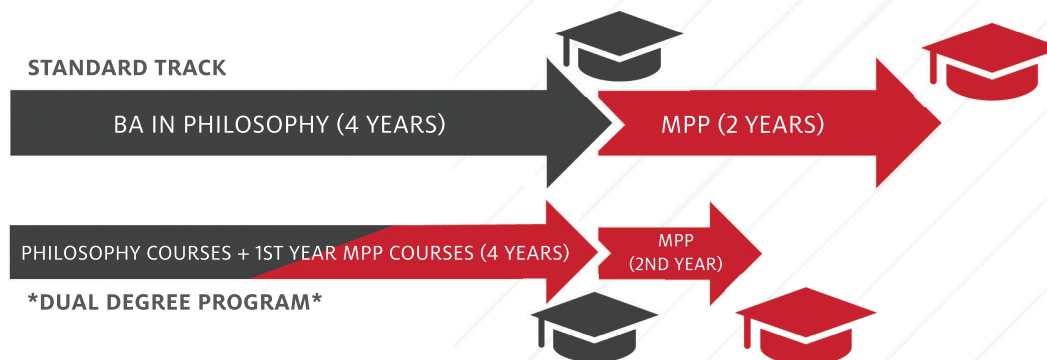 STANDARD TRACK
BA IN PHILOSOPHY (4 YEARS)
MPP (2 YEARS)
PHILOSOPHY COURSES + 1ST YEAR MPP COURSES (4 YEARS)
MPP
(2ND YEAR)
*DUAL DEGREE PROGRAM*